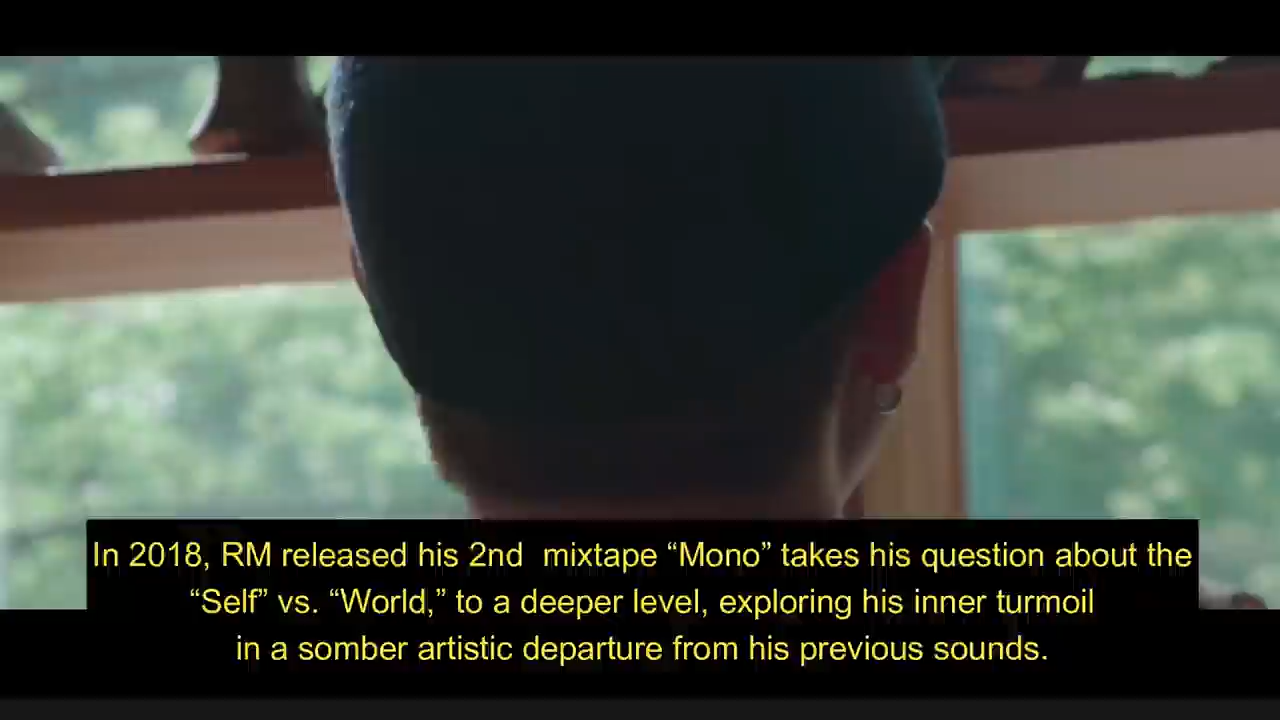 In 2018, RM released his 2nd  mixtape “Mono” takes his question about the
“Self” vs. “World,” to a deeper level, exploring his inner turmoil
in a somber artistic departure from his previous sounds.